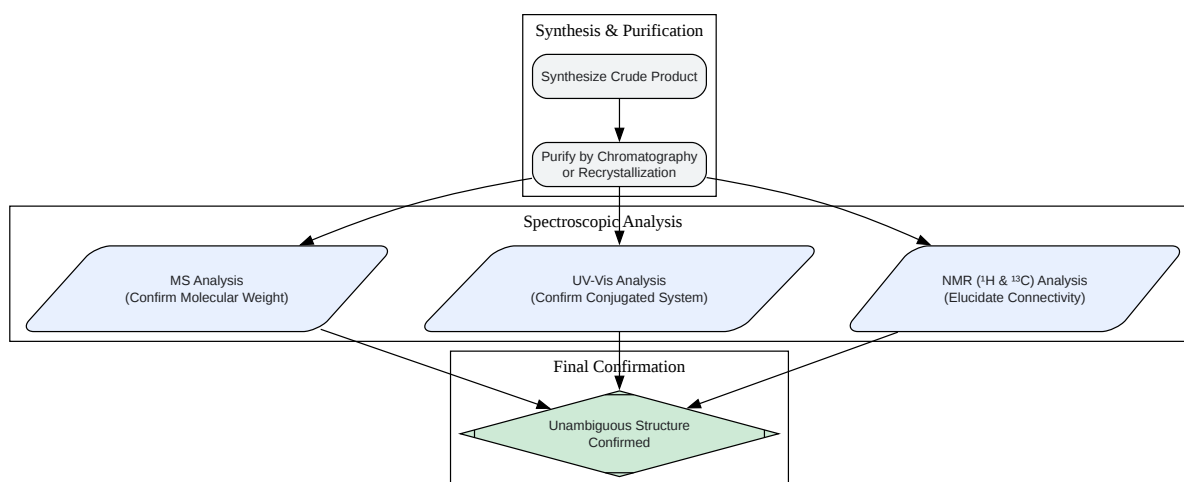 Synthesis & Purification
Synthesize Crude Product
Purify by Chromatography
or Recrystallization
Spectroscopic Analysis
MS Analysis
(Confirm Molecular Weight)
UV-Vis Analysis
(Confirm Conjugated System)
NMR (¹H & ¹³C) Analysis
(Elucidate Connectivity)
Final Confirmation
Unambiguous Structure
Confirmed